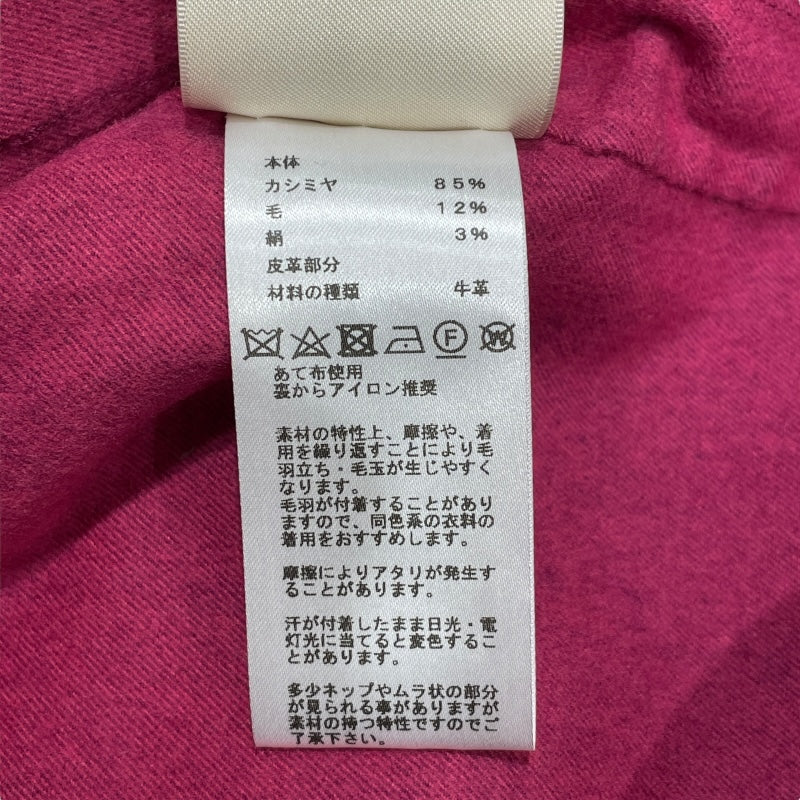 本体
カシミヤ 85%
毛 12%
絹 3%
皮革部分
材料の種類 牛革
F W
あて布使用
裏からアイロン推奨
素材の特性上、摩擦や、着
用を繰り返すことにより毛
羽立ち・毛玉が生じやすく
なります。
毛羽が付着することがあり
ますので、同色系の衣料の
着用をおすすめします。
摩擦によりアタリが発生す
ることがあります。
汗が付着したまま日光・電
灯光に当てると変色するこ
とがあります。
多少ネップやムラ状の部分
が見られる事がありますが
素材の持つ特性ですのでご
了承下さい。